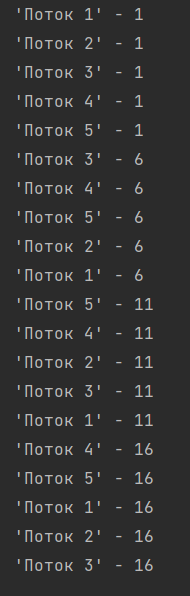 'Поток 1' - 1
'Поток 2' - 1
'Поток 3' - 1
'Поток 4' - 1
'Поток 5' - 1
'Поток 3' - 6
'Поток 4' - 6
'Поток 5' - 6
'Поток 2' - 6
'Поток 1' - 6
'Поток 5' - 11
'Поток 4' - 11
'Поток 2' - 11
'Поток 3' - 11
'Поток 1' - 11
'Поток 4' - 16
'Поток 5' - 16
'Поток 1' - 16
'Поток 2' - 16
'Поток 3' - 16